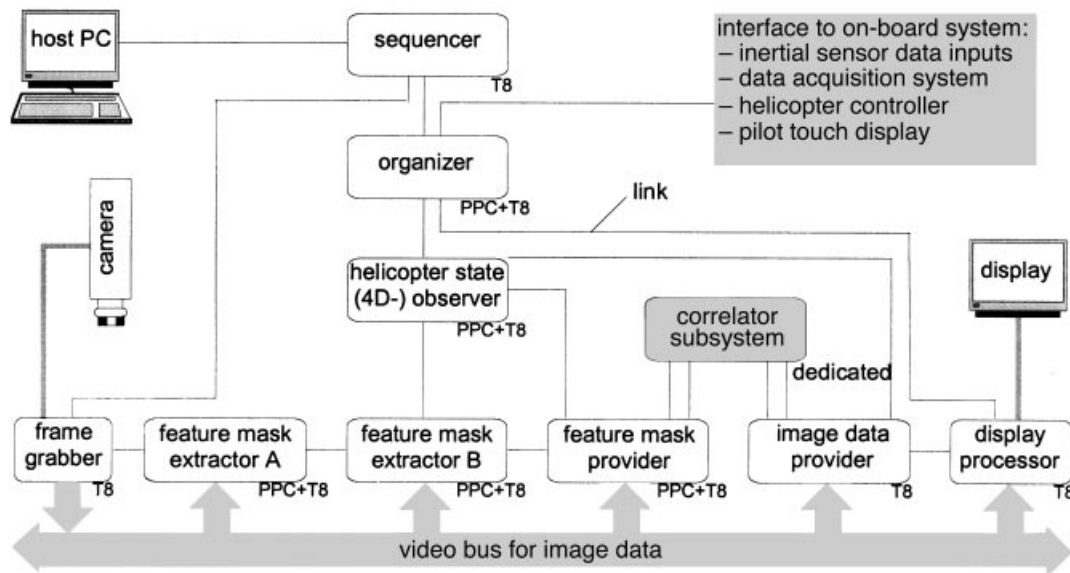 host PC
sequencer
T8
interface to on-board system:
– inertial sensor data inputs
– data acquisition system
– helicopter controller
– pilot touch display
organizer
PPC+T8
link
camera
helicopter state
(4D-) observer
PPC+T8
correlator
subsystem
dedicated
display
frame
grabber
T8
feature mask
extractor A
PPC+T8
feature mask
extractor B
PPC+T8
feature mask
provider
PPC+T8
image data
provider
T8
display
processor
T8
video bus for image data